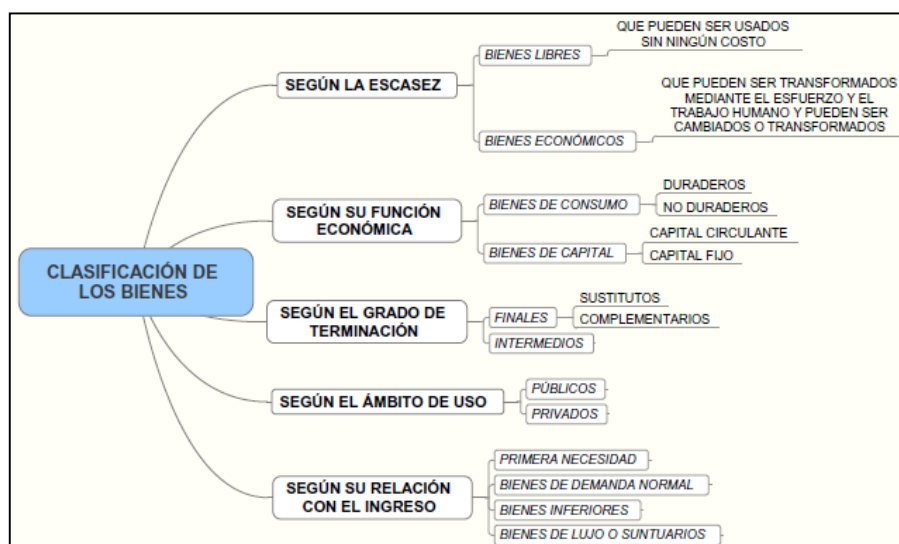 CLASIFICACIÓN DE
LOS BIENES
SEGÚN LA ESCASEZ
BIENES LIBRES
QUE PUEDEN SER USADOS
SIN NINGÚN COSTO
BIENES ECONÓMICOS
QUE PUEDEN SER TRANSFORMADOS
MEDIANTE EL ESFUERZO Y EL
TRABAJO HUMANO Y PUEDEN SER
CAMBIADOS O TRANSFORMADOS
SEGÚN SU FUNCIÓN
ECONÓMICA
BIENES DE CONSUMO
DURADEROS
NO DURADEROS
BIENES DE CAPITAL
CAPITAL CIRCULANTE
CAPITAL FIJO
SEGÚN EL GRADO DE
TERMINACIÓN
FINALES
SUSTITUTOS
COMPLEMENTARIOS
INTERMEDIOS
SEGÚN EL ÁMBITO DE USO
PÚBLICOS
PRIVADOS
SEGÚN SU RELACIÓN
CON EL INGRESO
PRIMERA NECESIDAD
BIENES DE DEMANDA NORMAL
BIENES INFERIORES
BIENES DE LUJO O SUNTUARIOS